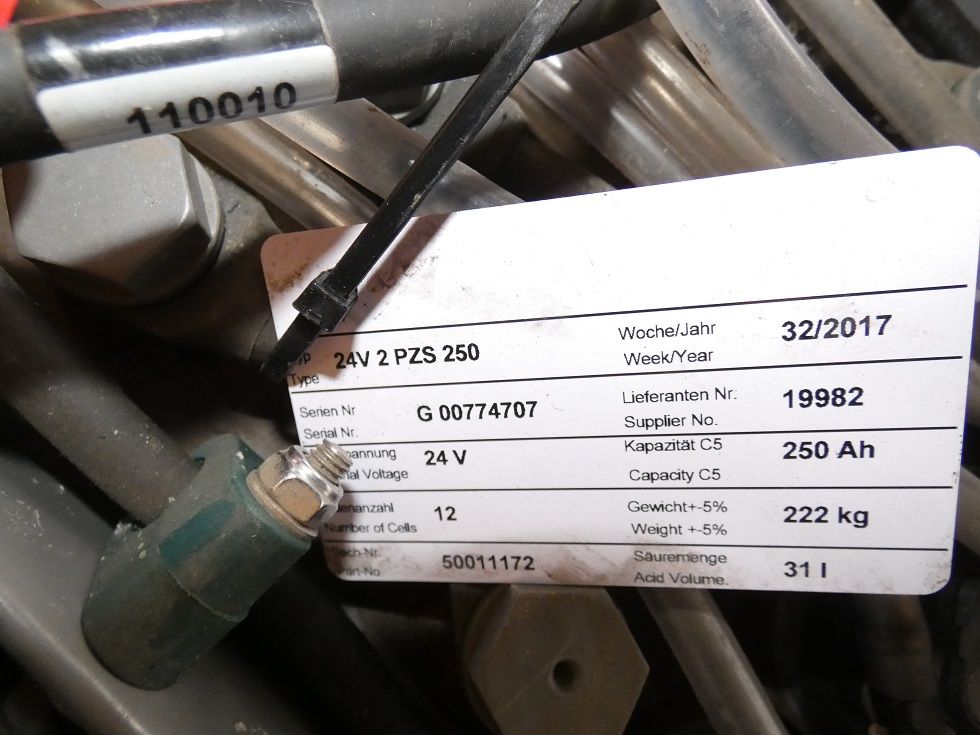 110010
24V 2 PZS 250
Type
Woche/Jahr
Week/Year
32/2017
Serien Nr
Serial Nr.
G 00774707
Lieferanten Nr.
Supplier No.
19982
24 V
Voltage
Kapazität C5
Capacity C5
250 Ah
Number of Cells
12
Gewicht+-5%
Weight +-5%
222 kg
50011172
Säuremenge
Acid Volume.
31 l